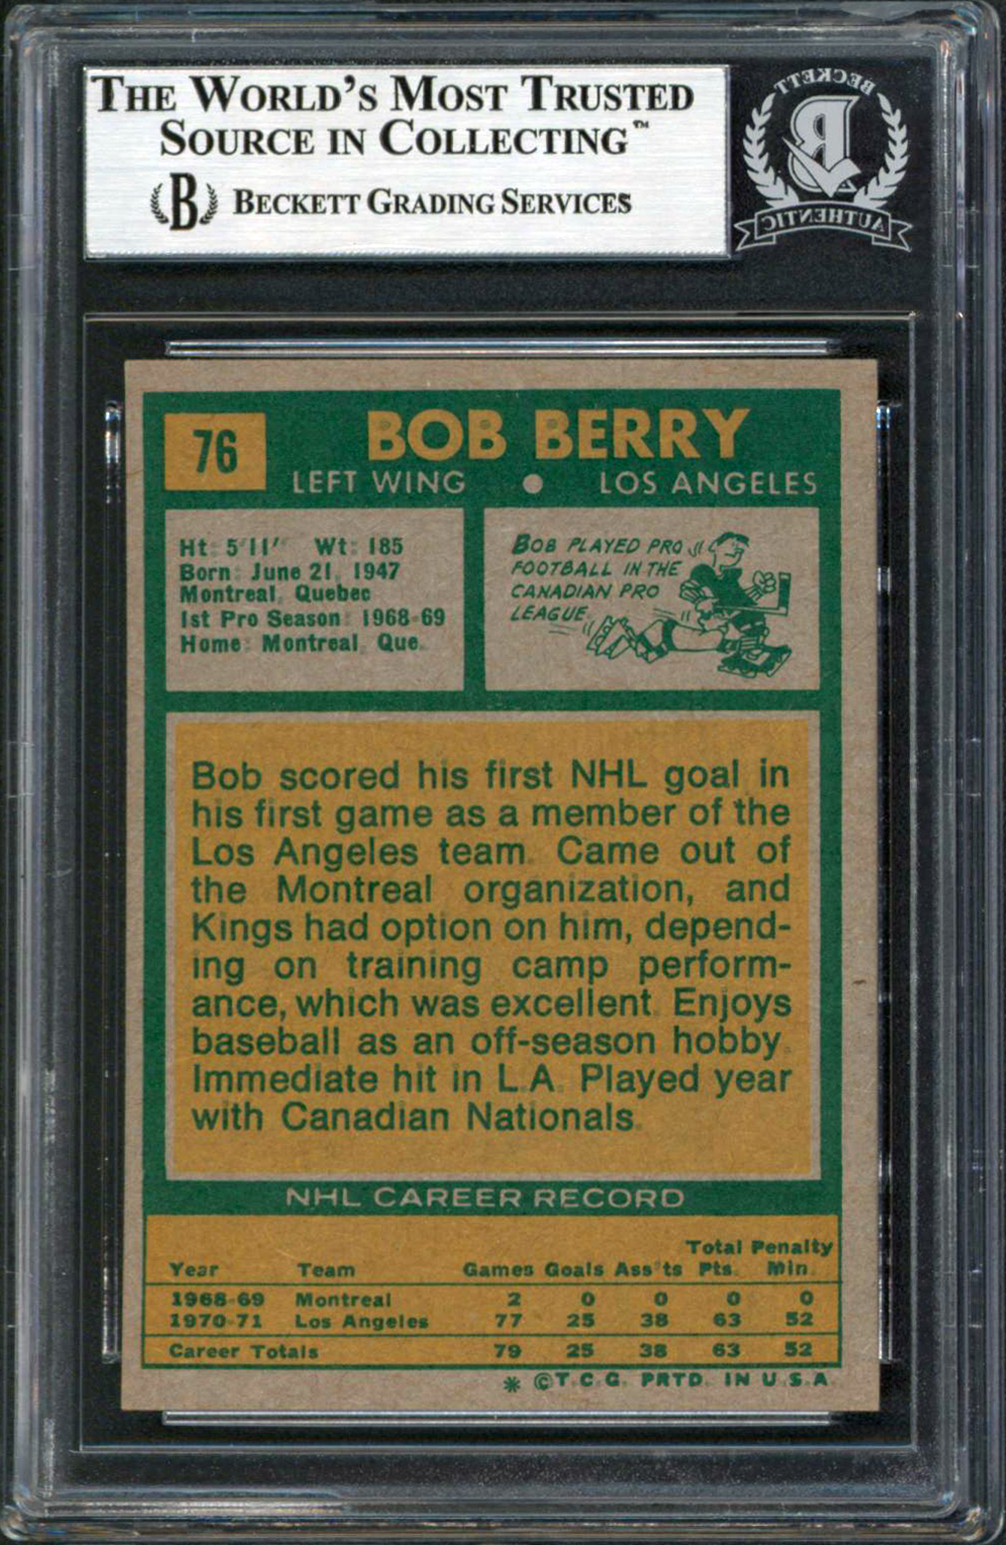 THE WORLD'S MOST TRUSTED
SOURCE IN COLLECTING™
B BECKETT GRADING SERVICES
BECKETT
B
AUTHENTIC
76
BOB BERRY
LEFT WING ● LOS ANGELES
Ht: 5'11" Wt: 185
Born: June 21, 1947
Montreal, Quebec
1st Pro Season: 1968-69
Home: Montreal, Que.
BOB PLAYED PRO
FOOTBALL IN THE
CANADIAN PRO
LEAGUE.
Bob scored his first NHL goal in
his first game as a member of the
Los Angeles team. Came out of
the Montreal organization, and
Kings had option on him, depend-
ing on training camp perform-
ance, which was excellent. Enjoys
baseball as an off-season hobby.
Immediate hit in L.A. Played year
with Canadian Nationals.
NHL CAREER RECORD
Total Penalty
Year Team Games Goals Ass'ts Pts. Min.
1968-69 Montreal 2 0 0 0 0
1970-71 Los Angeles 77 25 38 63 52
Career Totals 79 25 38 63 52
* ©T.C.G. PRTD. IN U.S.A.